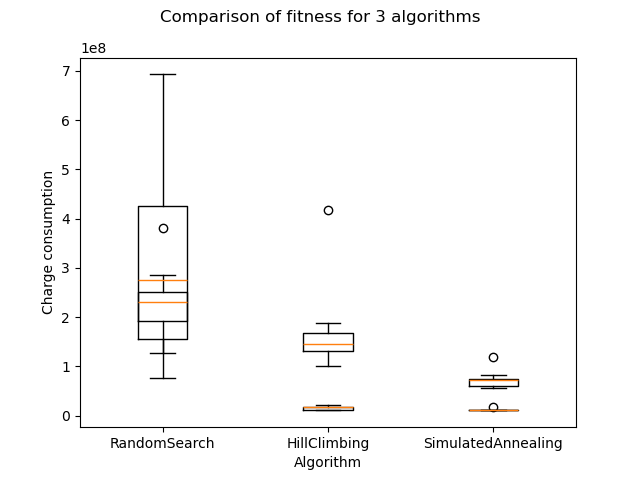 Comparison of fitness for 3 algorithms
1e8
7
6
5
4
3
2
1
0
Charge consumption
RandomSearch HillClimbing SimulatedAnnealing
Algorithm